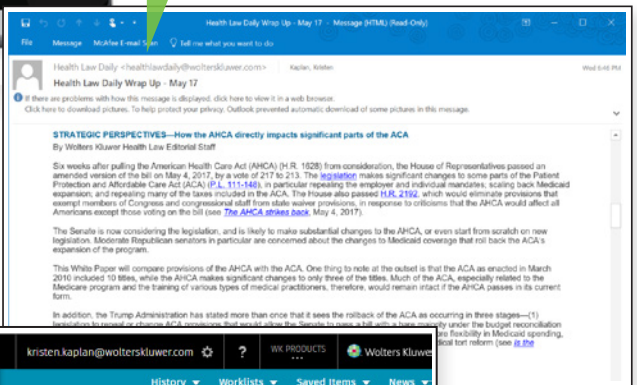 Health Law Daily Wrap Up - May 17 - Message (HTML) (Read-Only)
File Message McAfee E-mail Scan Tell me what you want to do
Health Law Daily <healthlawdaily@wolterskluwer.com> Kaplan, Kristen Wed 6:46 PM
Health Law Daily Wrap Up - May 17
If there are problems with how this message is displayed, click here to view it in a web browser.
Click here to download pictures. To help protect your privacy, Outlook prevented automatic download of some pictures in this message.
STRATEGIC PERSPECTIVES—How the AHCA directly impacts significant parts of the ACA
By Wolters Kluwer Health Law Editorial Staff
Six weeks after pulling the American Health Care Act (AHCA) (H.R. 1628) from consideration, the House of Representatives passed an
amended version of the bill on May 4, 2017, by a vote of 217 to 213. The legislation makes significant changes to some parts of the Patient
Protection and Affordable Care Act (ACA) (P.L. 111-148), in particular repealing the employer and individual mandates; scaling back Medicaid
expansion; and repealing many of the taxes included in the ACA. The House also passed H.R. 2192, which would eliminate provisions that
exempt members of Congress and congressional staff from state waiver provisions, in response to criticisms that the AHCA would affect all
Americans except those voting on the bill (see The AHCA strikes back, May 4, 2017).
The Senate is now considering the legislation, and is likely to make substantial changes to the AHCA, or even start from scratch on new
legislation. Moderate Republican senators in particular are concerned about the changes to Medicaid coverage that roll back the ACA's
expansion of the program.
This White Paper will compare provisions of the AHCA with the ACA. One thing to note at the outset is that the ACA as enacted in March
2010 included 10 titles, while the AHCA makes significant changes to only three of the titles. Much of the ACA, especially related to the
Medicare program and the training of various types of medical practitioners, therefore, would remain intact if the AHCA passes in its current
form.
In addition, the Trump Administration has stated more than once that it sees the rollback of the ACA as occurring in three stages—(1)
legislation to repeal or change ACA provisions that would allow the Senate to pass a bill with a bare majority under the budget reconciliation
re flexibility in Medicaid spending,
dical tort reform (see Is the
kristen.kaplan@wolterskluwer.com ? WK PRODUCTS Wolters Kluwe
History Worklists Saved Items News